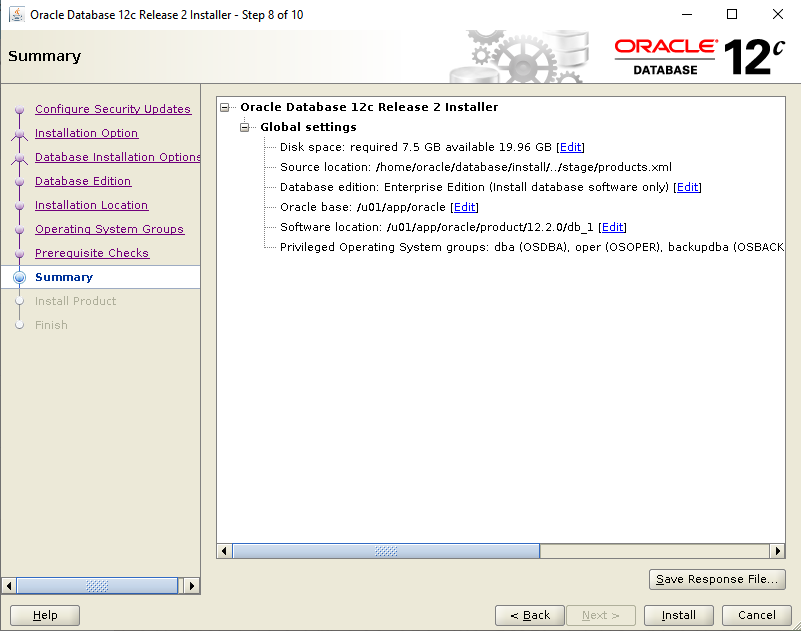 Oracle Database 12c Release 2 Installer - Step 8 of 10
Summary
ORACLE®
DATABASE
12c
Configure Security Updates
Installation Option
Database Installation Options
Database Edition
Installation Location
Operating System Groups
Prerequisite Checks
Summary
Install Product
Finish
Oracle Database 12c Release 2 Installer
Global settings
Disk space: required 7.5 GB available 19.96 GB [Edit]
Source location: /home/oracle/database/install/../stage/products.xml
Database edition: Enterprise Edition (Install database software only) [Edit]
Oracle base: /u01/app/oracle [Edit]
Software location: /u01/app/oracle/product/12.2.0/db_1 [Edit]
Privileged Operating System groups: dba (OSDBA), oper (OSOPER), backupdba (OSBACK
Save Response File...
Help
< Back
Next >
Install
Cancel